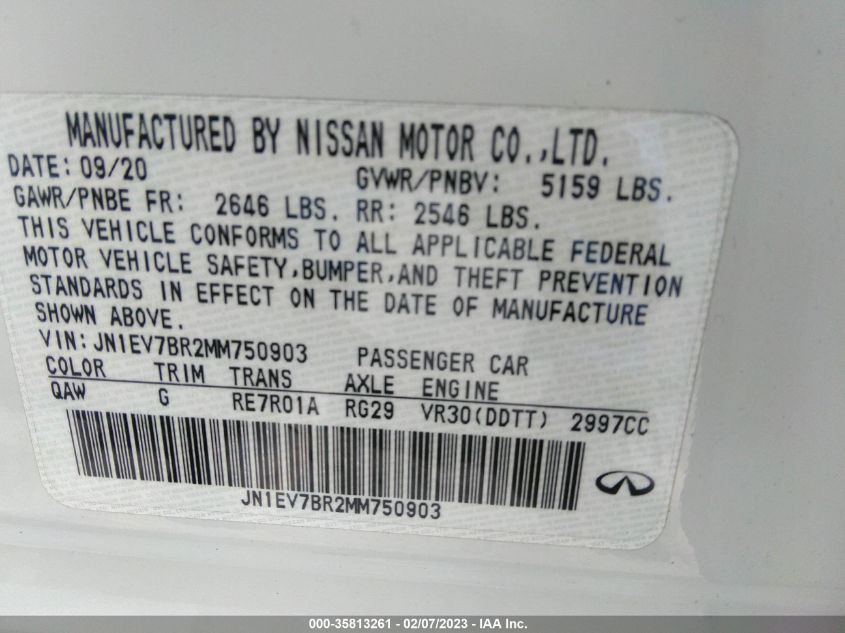 MANUFACTURED BY NISSAN MOTOR CO.,LTD.
DATE: 09/20 GVWR/PNBV: 5159 LBS.
GAWR/PNBE FR: 2646 LBS. RR: 2546 LBS.
THIS VEHICLE CONFORMS TO ALL APPLICABLE FEDERAL
MOTOR VEHICLE SAFETY,BUMPER,AND THEFT PREVENTION
STANDARDS IN EFFECT ON THE DATE OF MANUFACTURE
SHOWN ABOVE.
VIN: JN1EV7BR2MM750903 PASSENGER CAR
COLOR TRIM TRANS AXLE ENGINE
QAW G RE7R01A RG29 VR30(DDTT) 2997CC
JN1EV7BR2MM750903
000-35813261 - 02/07/2023 - IAA Inc.